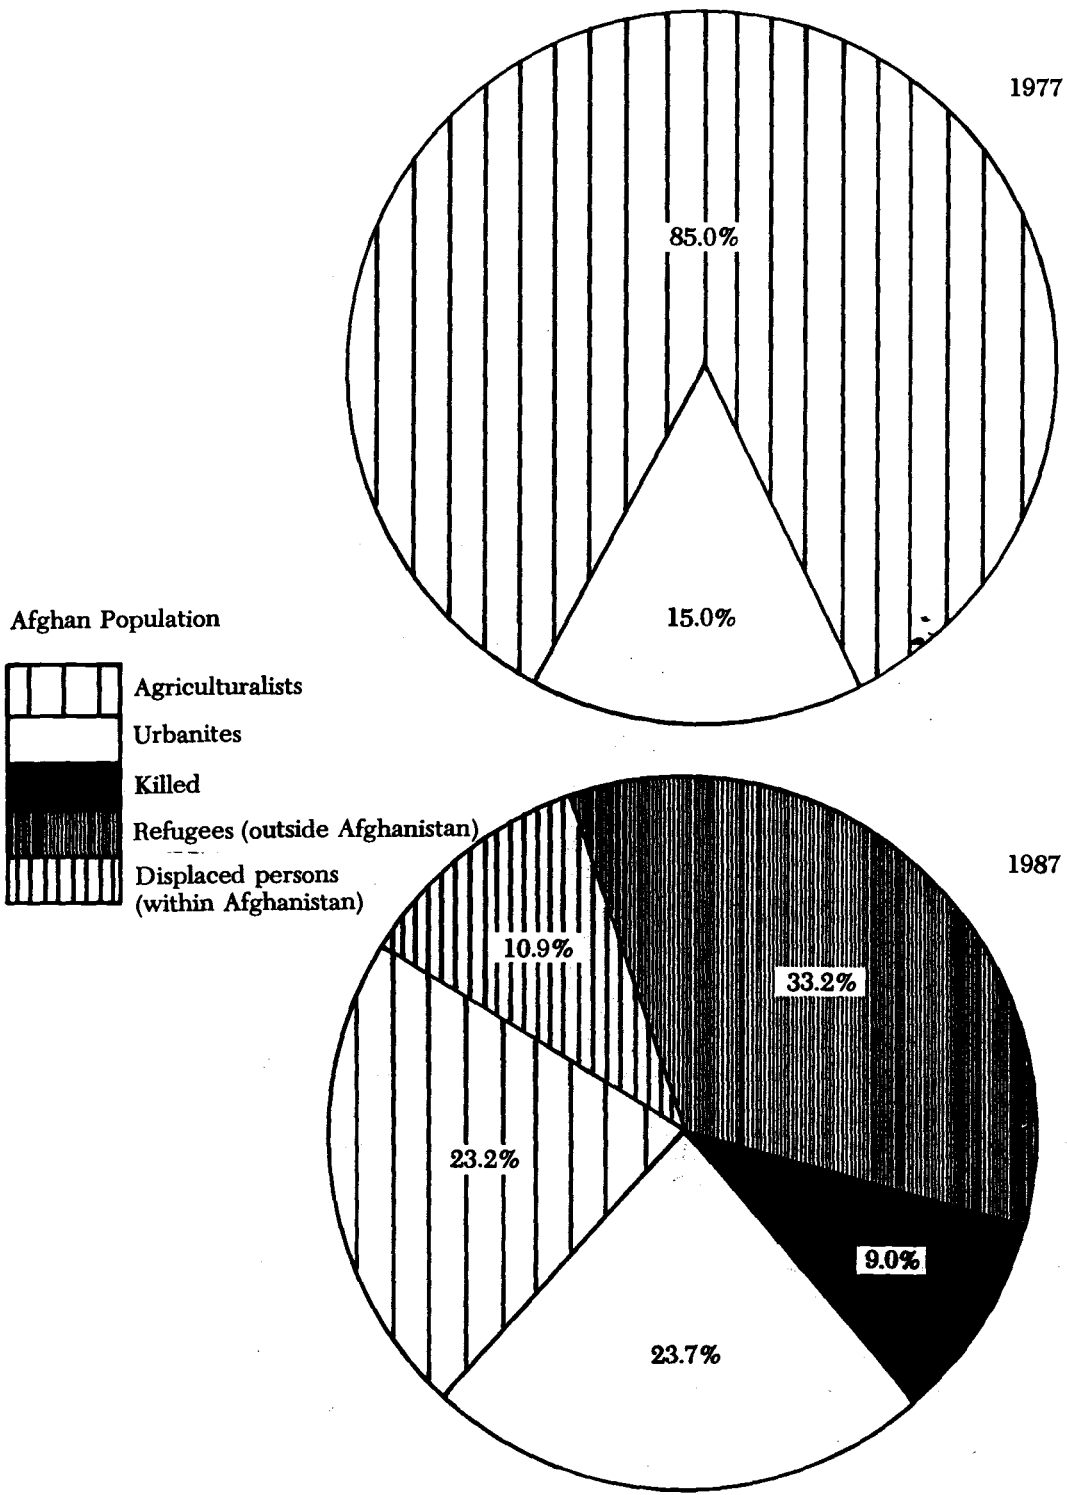 1977
85.0%
15.0%
Afghan Population
Agriculturalists
Urbanites
Killed
Refugees (outside Afghanistan)
Displaced persons
(within Afghanistan)
1987
10.9%
33.2%
23.2%
9.0%
23.7%